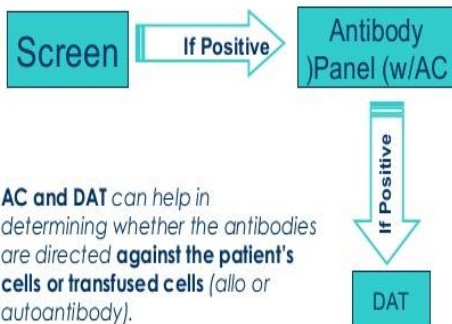 Screen
If Positive
Antibody
)Panel (w/AC
If Positive
AC and DAT can help in
determining whether the antibodies
are directed against the patient's
cells or transfused cells (allo or
autoantibody).
DAT